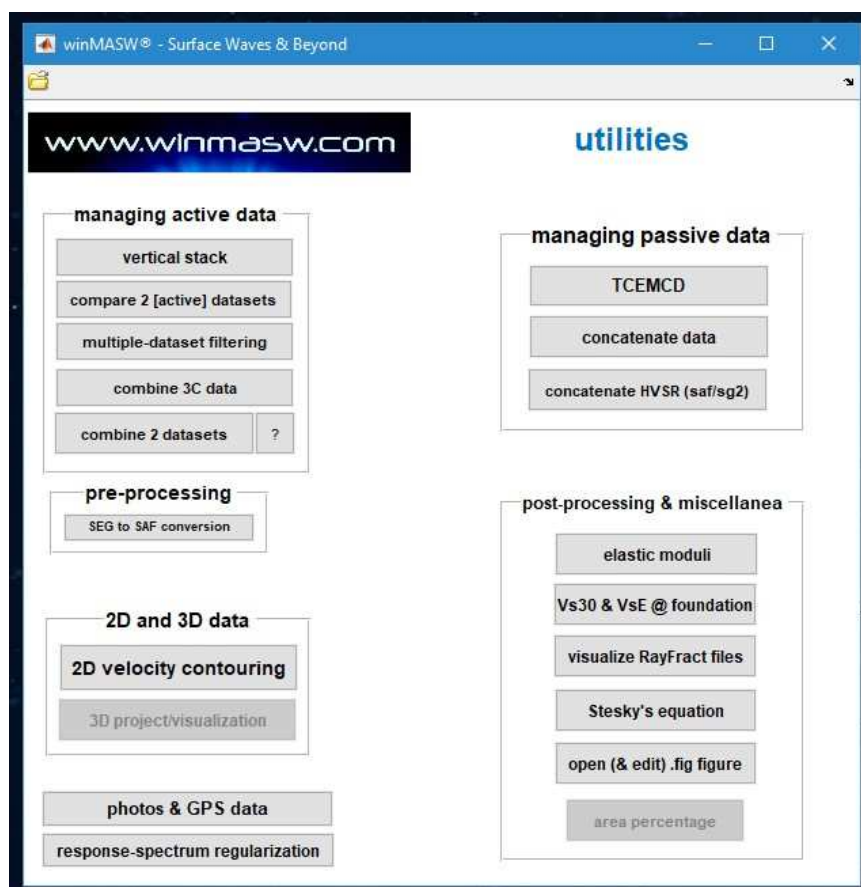 winMASW® - Surface Waves & Beyond
www.winmasw.com
utilities
managing active data
vertical stack
compare 2 [active] datasets
multiple-dataset filtering
combine 3C data
combine 2 datasets
?
pre-processing
SEG to SAF conversion
2D and 3D data
2D velocity contouring
3D project/visualization
photos & GPS data
response-spectrum regularization
managing passive data
TCEMCD
concatenate data
concatenate HVSR (saf/sg2)
post-processing & miscellanea
elastic moduli
Vs30 & VsE @ foundation
visualize RayFract files
Stesky's equation
open (& edit) .fig figure
area percentage